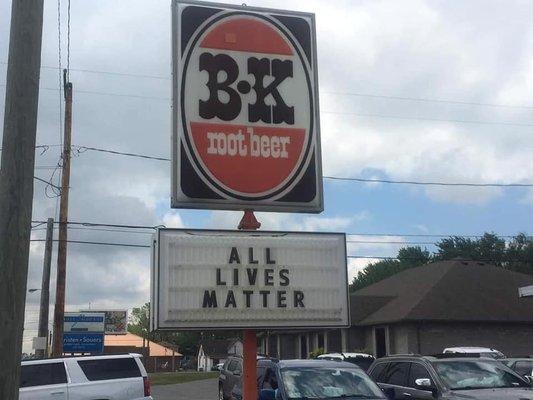 B·K
root beer
ALL
LIVES
MATTER